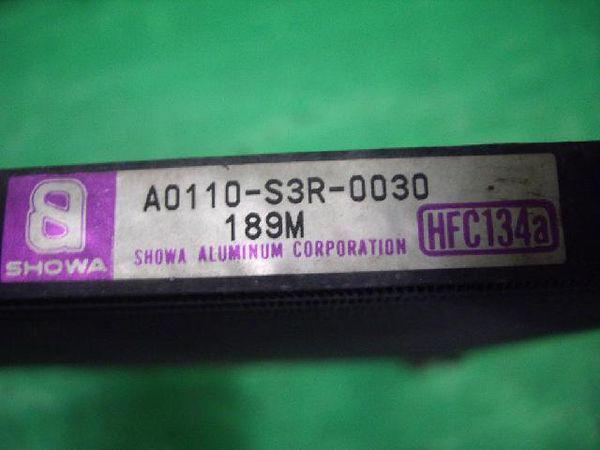 A0110-S3R-0030
189M
SHOWA ALUMINUM CORPORATION
HFC134a
SHOWA